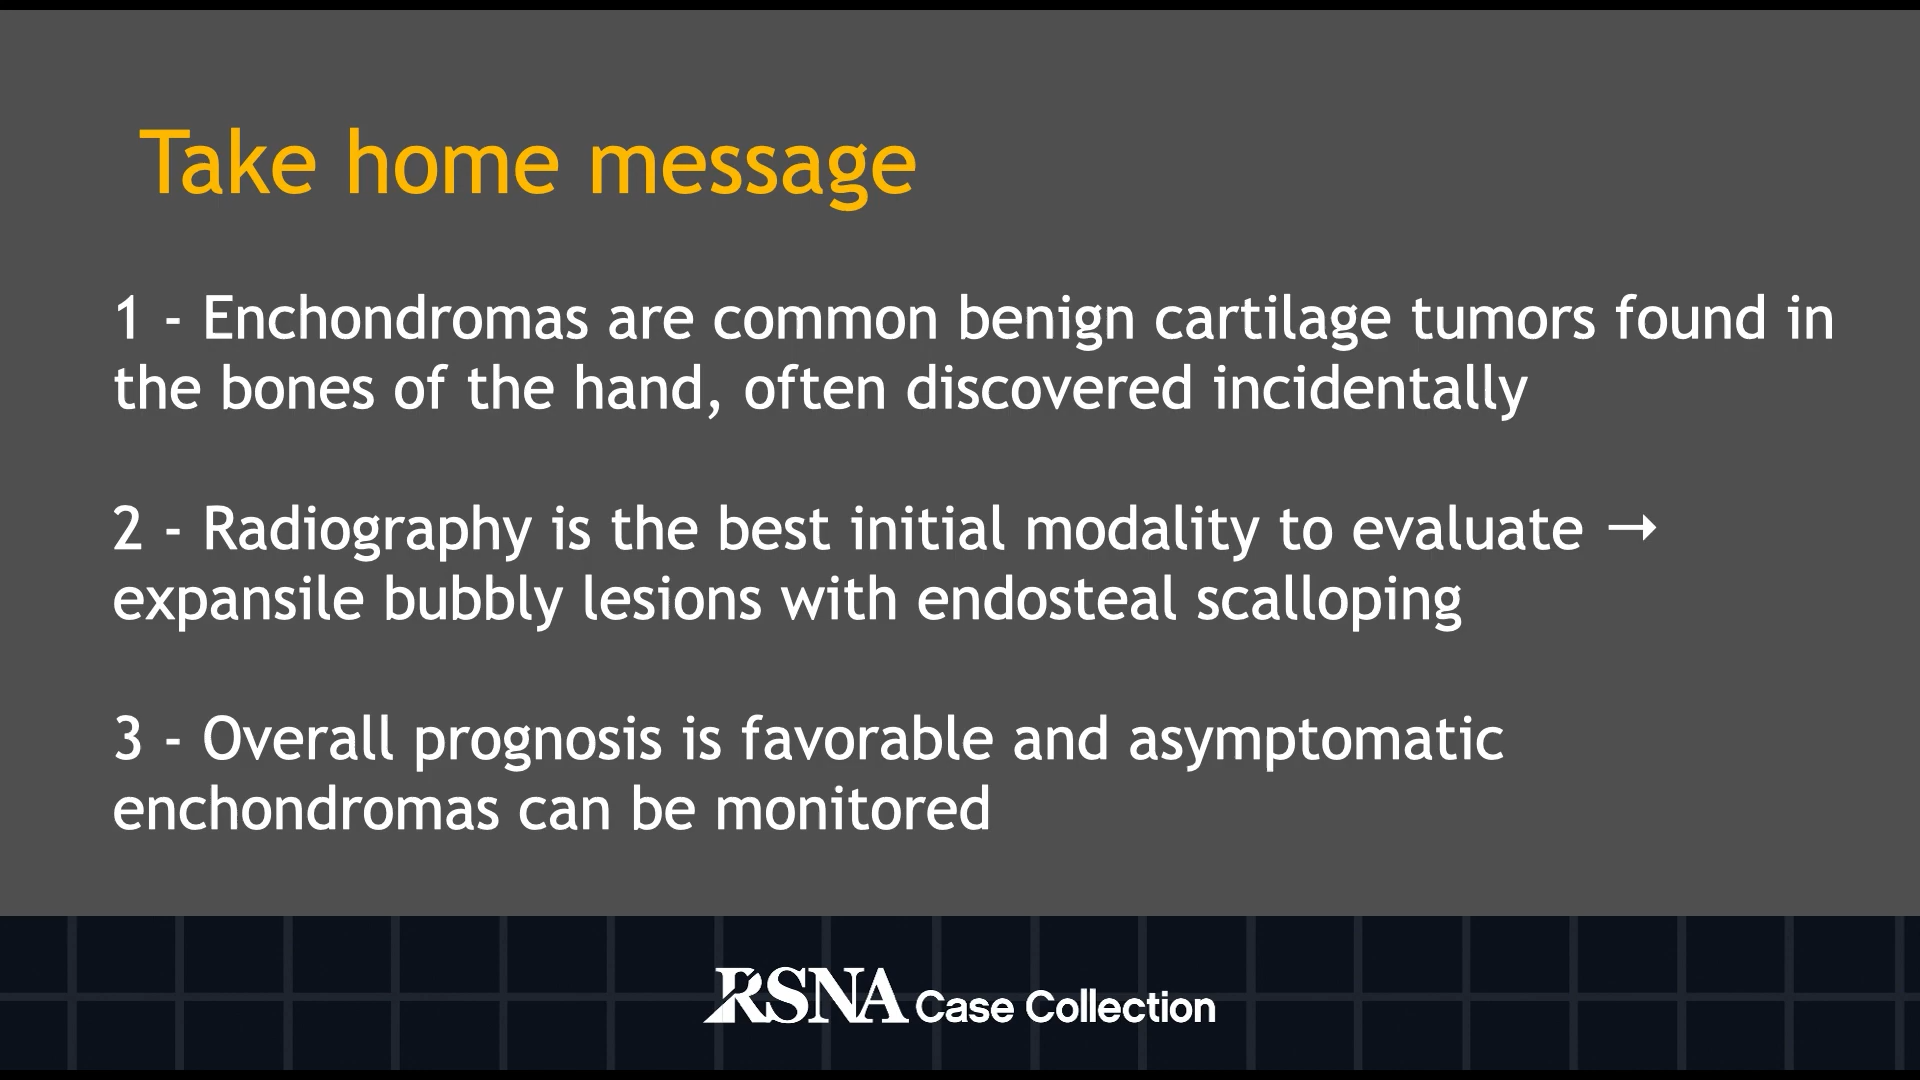 Take home message
1 - Enchondromas are common benign cartilage tumors found in
the bones of the hand, often discovered incidentally
2 - Radiography is the best initial modality to evaluate →
expansile bubbly lesions with endosteal scalloping
3 - Overall prognosis is favorable and asymptomatic
enchondromas can be monitored
RSNA Case Collection